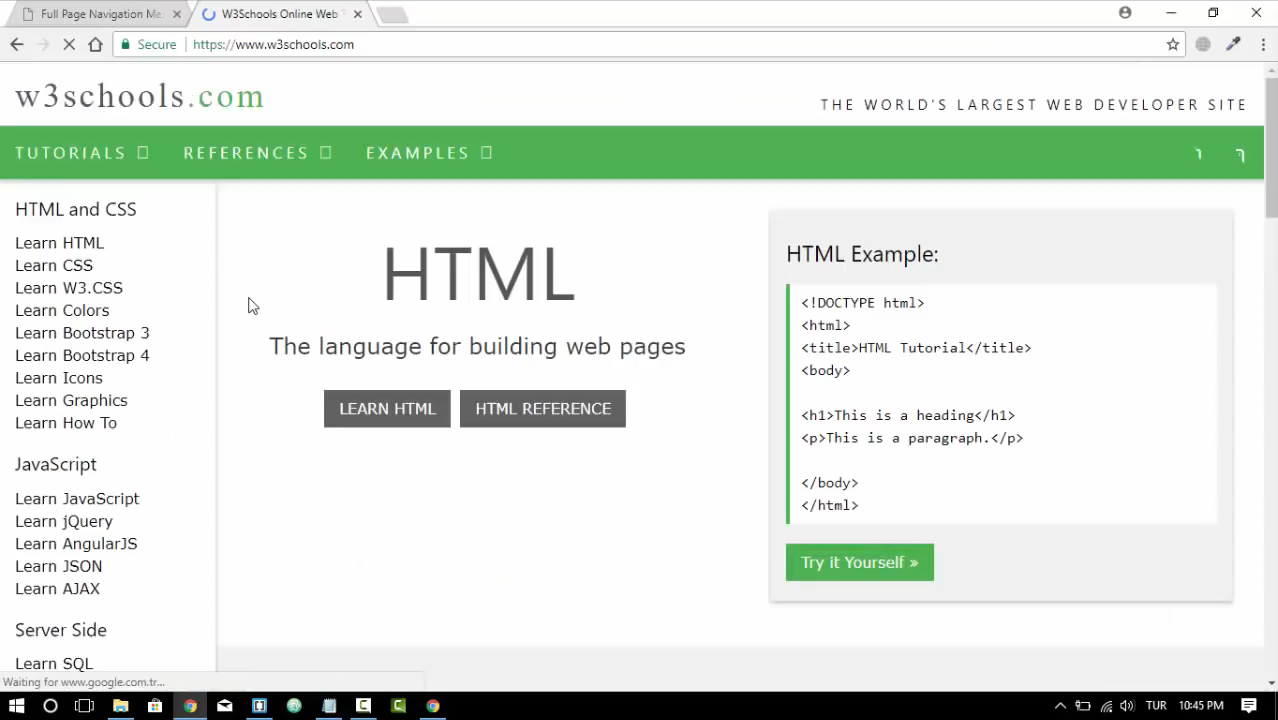 Full Page Navigation Me
W3Schools Online Web T
Secure https://www.w3schools.com
w3schools.com
THE WORLD'S LARGEST WEB DEVELOPER SITE
TUTORIALS REFERENCES EXAMPLES
HTML and CSS
Learn HTML
Learn CSS
Learn W3.CSS
Learn Colors
Learn Bootstrap 3
Learn Bootstrap 4
Learn Icons
Learn Graphics
Learn How To
JavaScript
Learn JavaScript
Learn jQuery
Learn AngularJS
Learn JSON
Learn AJAX
Server Side
Learn SQL
HTML
The language for building web pages
LEARN HTML HTML REFERENCE
HTML Example:
<!DOCTYPE html>
<html>
<title>HTML Tutorial</title>
<body>
<h1>This is a heading</h1>
<p>This is a paragraph.</p>
</body>
</html>
Try it Yourself »
Waiting for www.google.com.tr...
TUR 10:45 PM